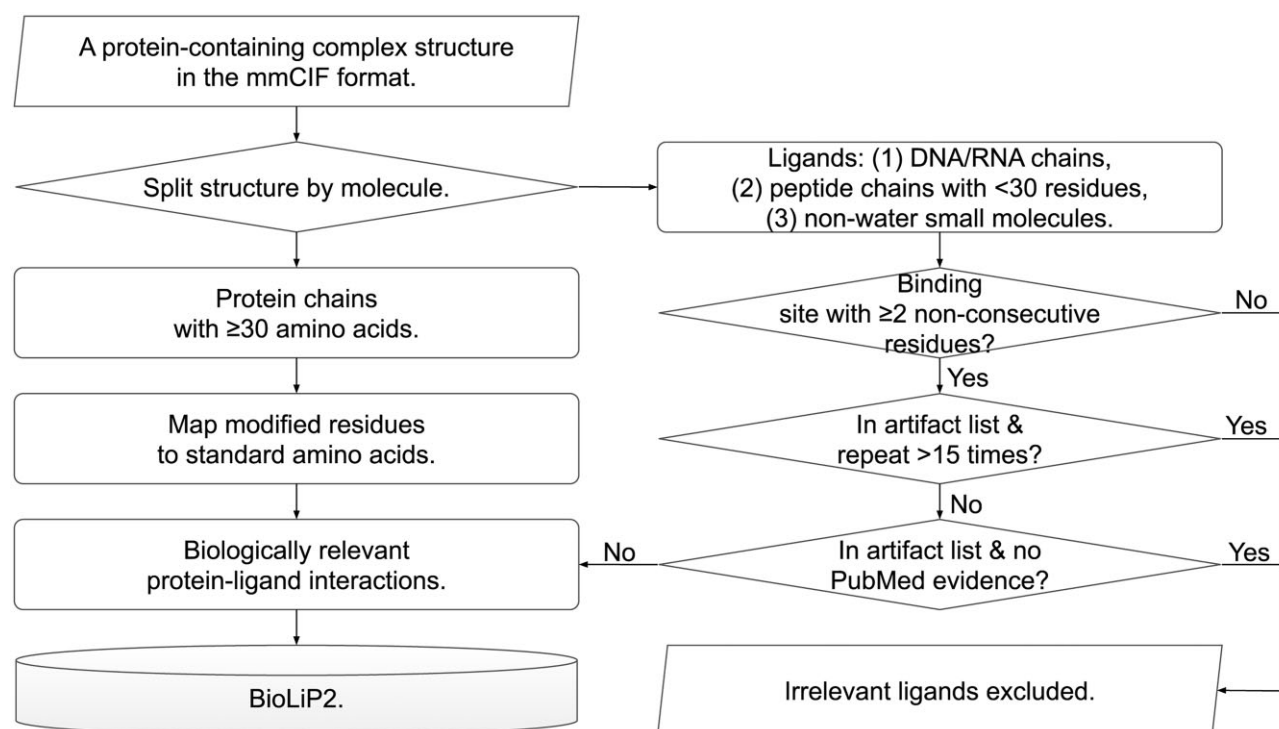 A protein-containing complex structure
in the mmCIF format.
Split structure by molecule.
Ligands: (1) DNA/RNA chains,
(2) peptide chains with <30 residues,
(3) non-water small molecules.
Protein chains
with ≥30 amino acids.
Binding
site with ≥2 non-consecutive
residues?
No
Yes
Map modified residues
to standard amino acids.
In artifact list &
repeat >15 times?
Yes
No
Biologically relevant
protein-ligand interactions.
No
In artifact list & no
PubMed evidence?
Yes
BioLiP2.
Irrelevant ligands excluded.